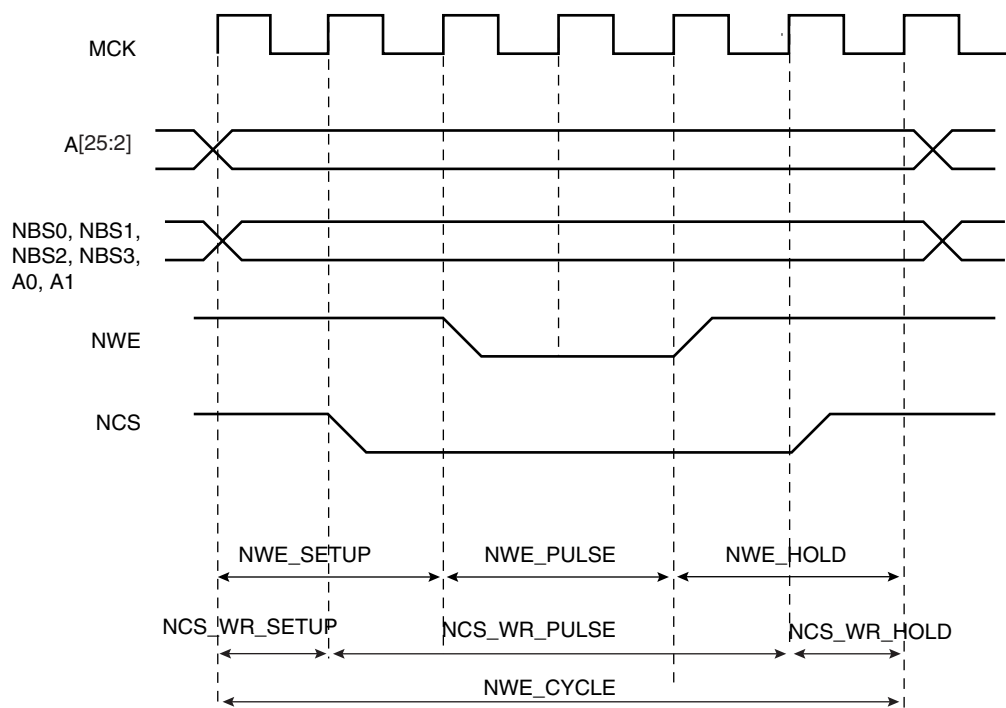 MCK
A[25:2]
NBS0, NBS1,
NBS2, NBS3,
A0, A1
NWE
NCS
NWE_SETUP
NWE_PULSE
NWE_HOLD
NCS_WR_SETUP
NCS_WR_PULSE
NCS_WR_HOLD
NWE_CYCLE